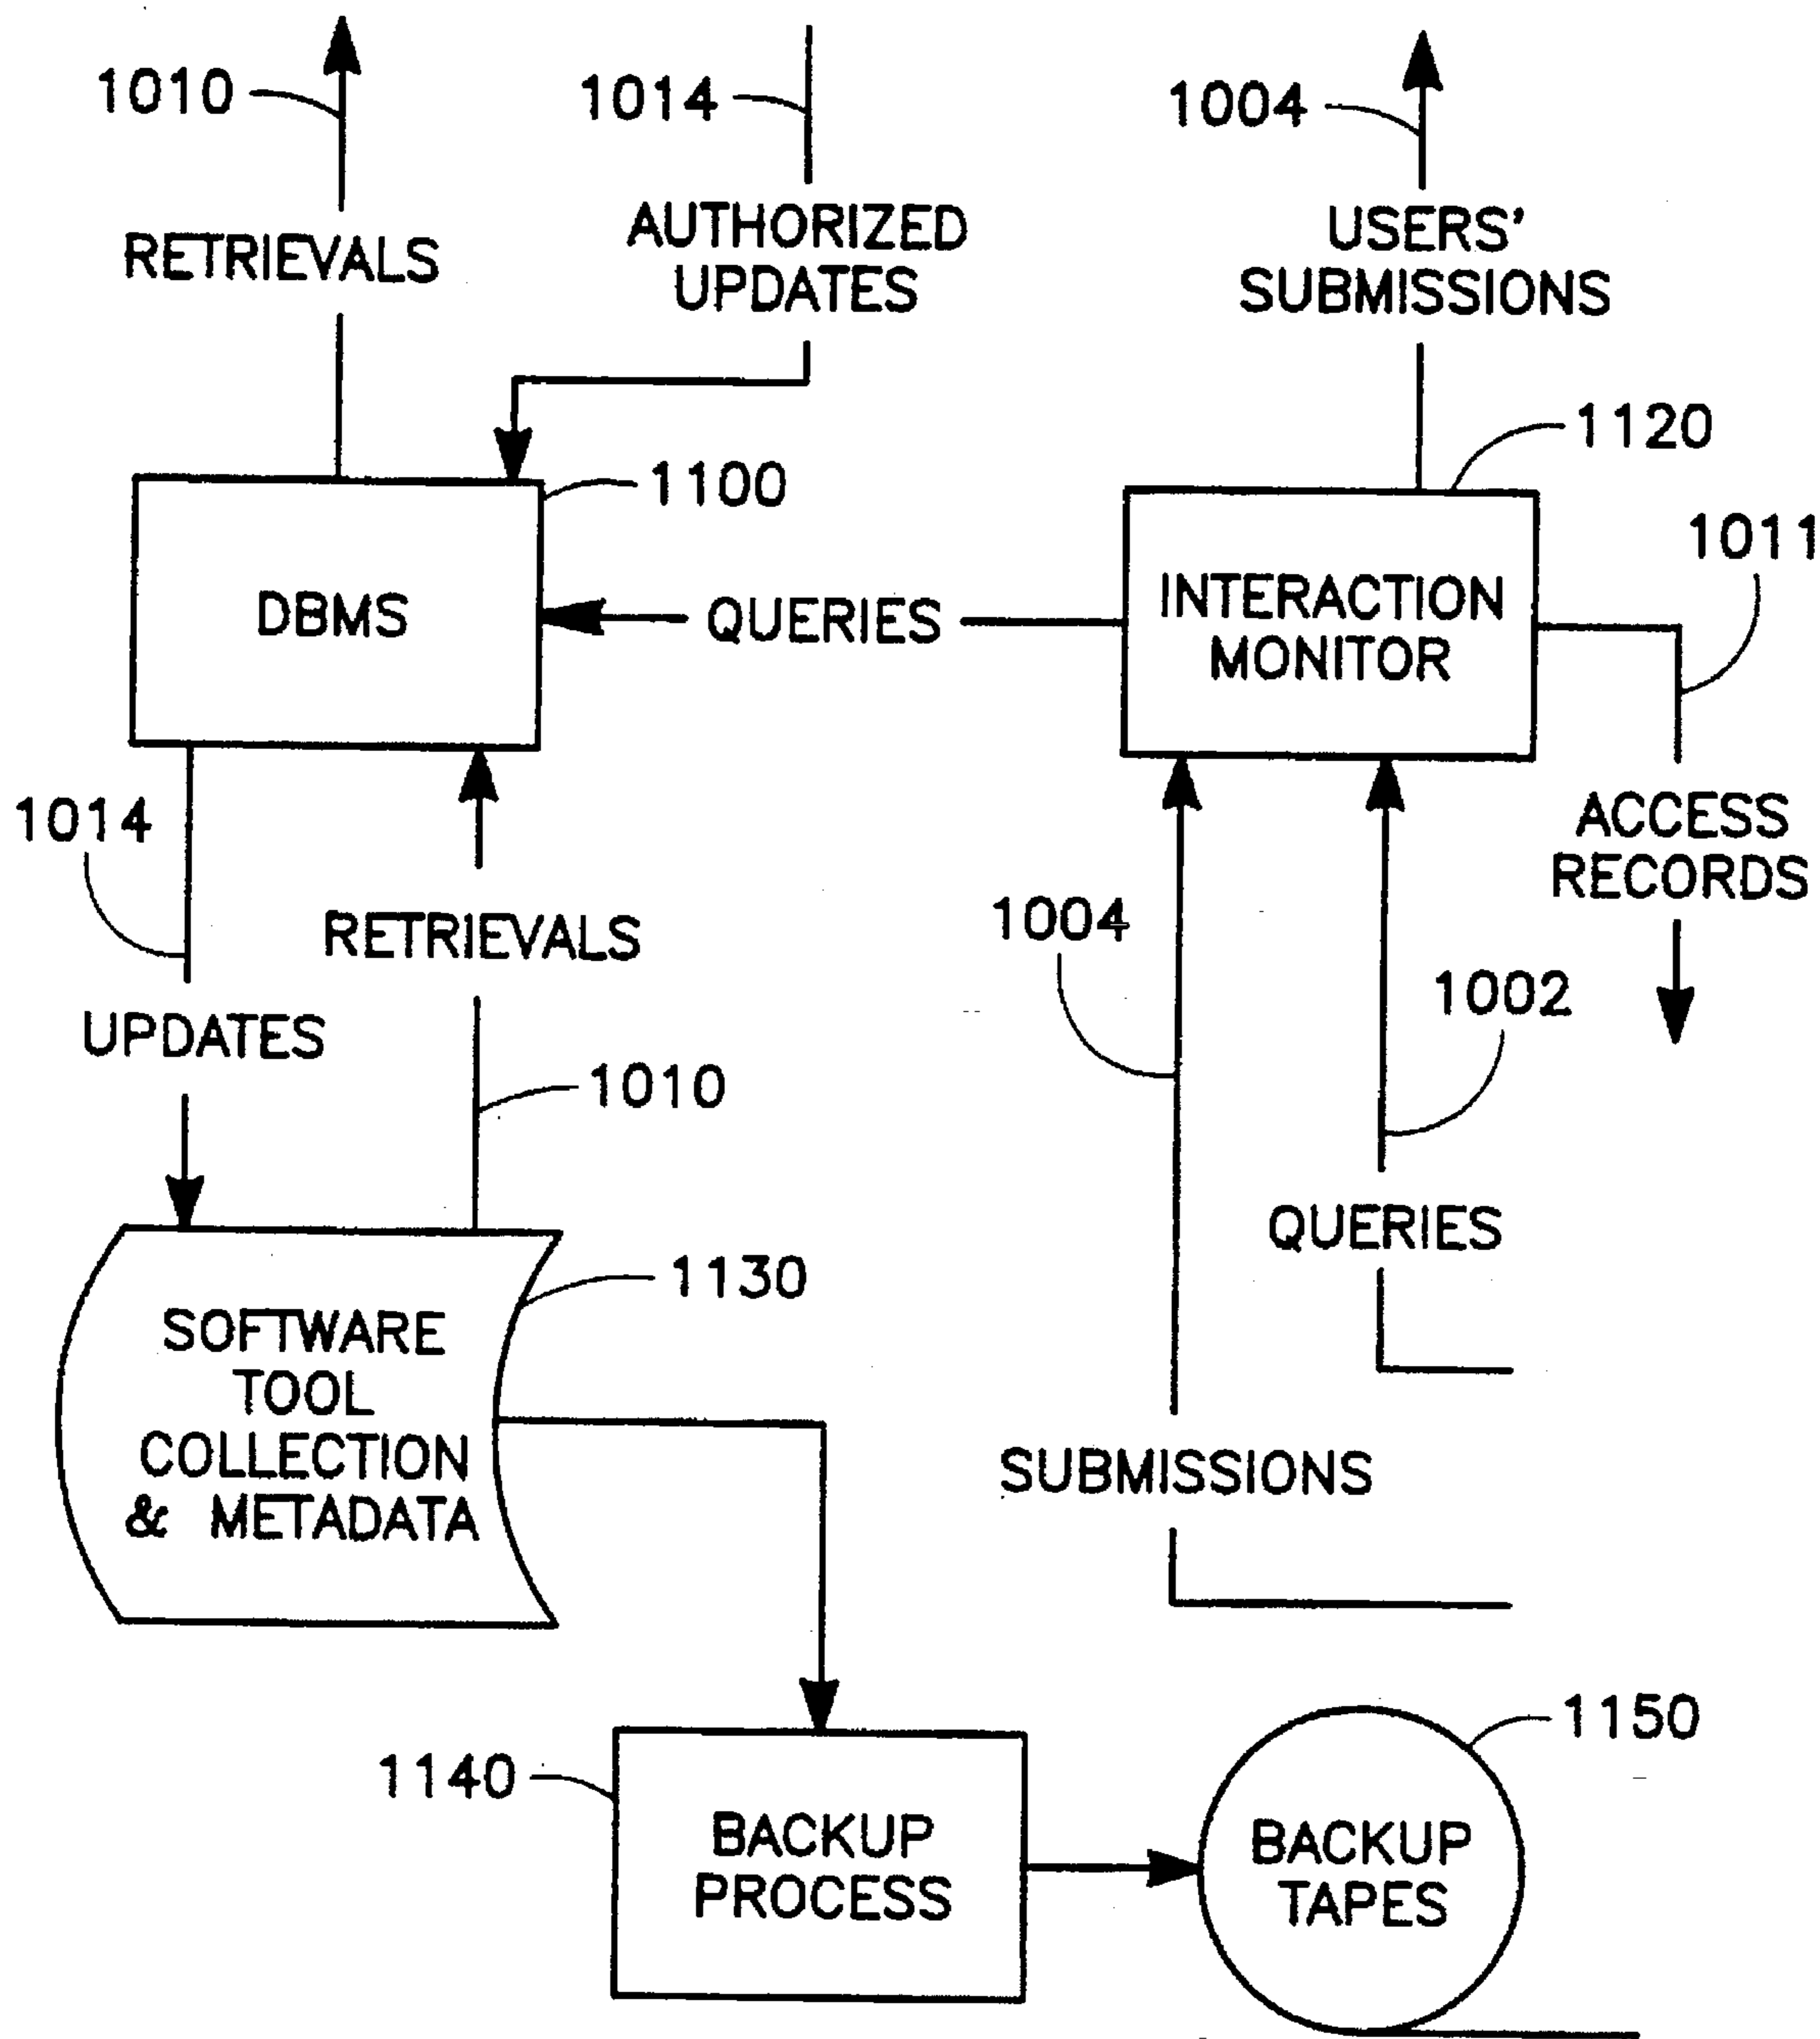 1010
1014
1004
RETRIEVALS
AUTHORIZED
UPDATES
USERS'
SUBMISSIONS
1120
1100
1011
DBMS
QUERIES
INTERACTION
MONITOR
1014
ACCESS
RECORDS
RETRIEVALS
1004
1002
UPDATES
1010
QUERIES
1130
SOFTWARE
TOOL
COLLECTION
& METADATA
SUBMISSIONS
1150
1140
BACKUP
PROCESS
BACKUP
TAPES